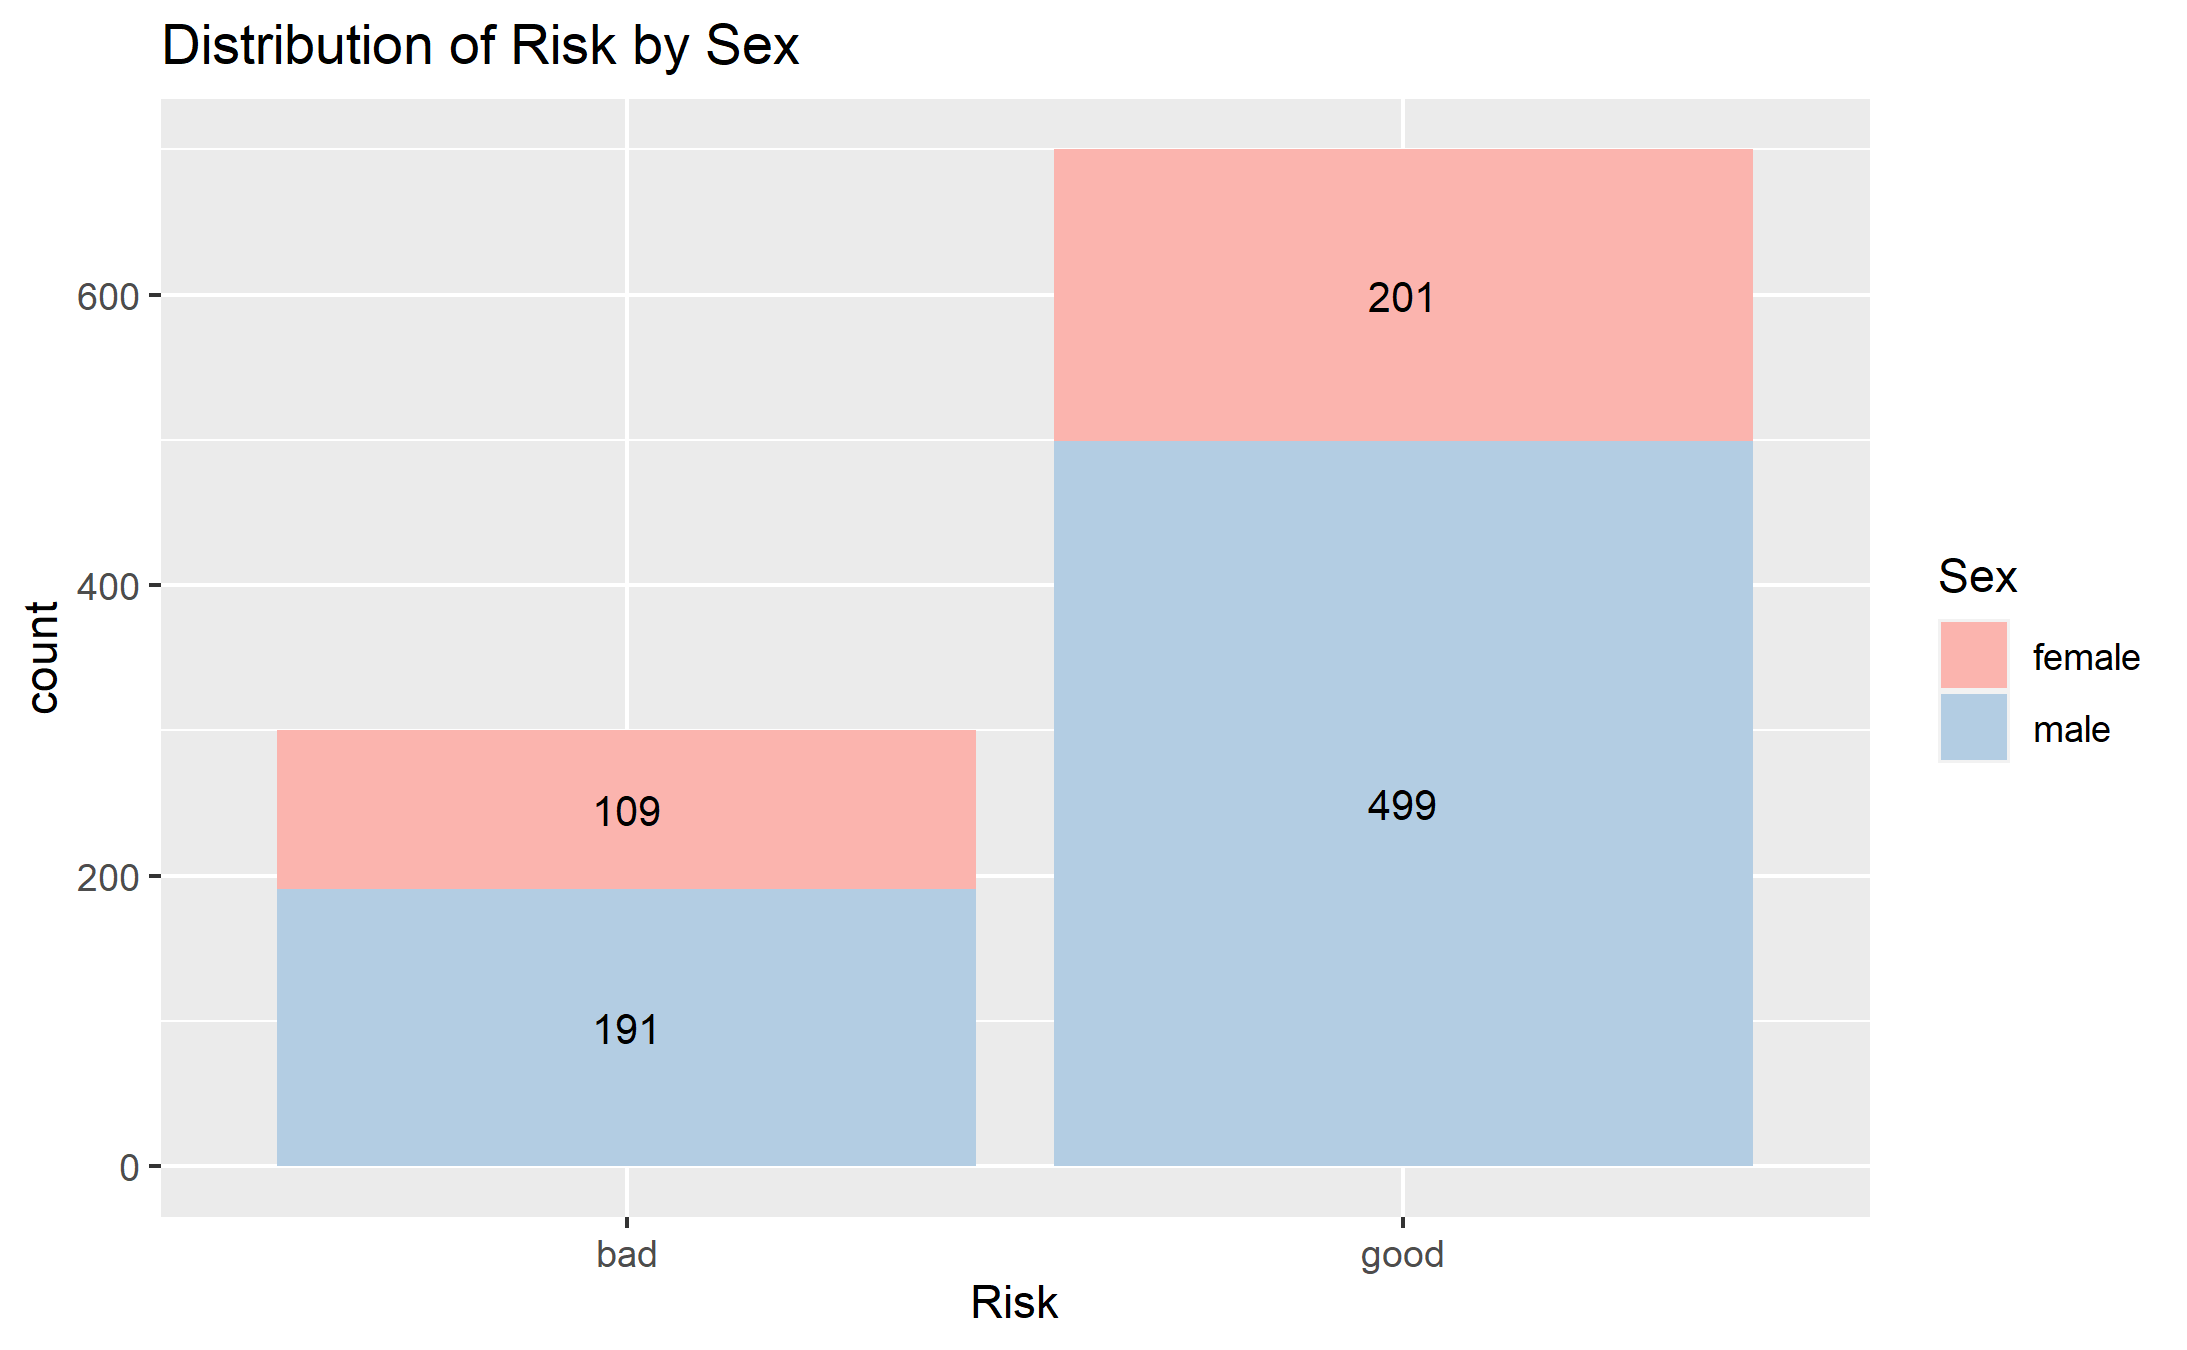 Distribution of Risk by Sex
count
600
400
200
0
201
499
109
191
bad
good
Risk
Sex
female
male